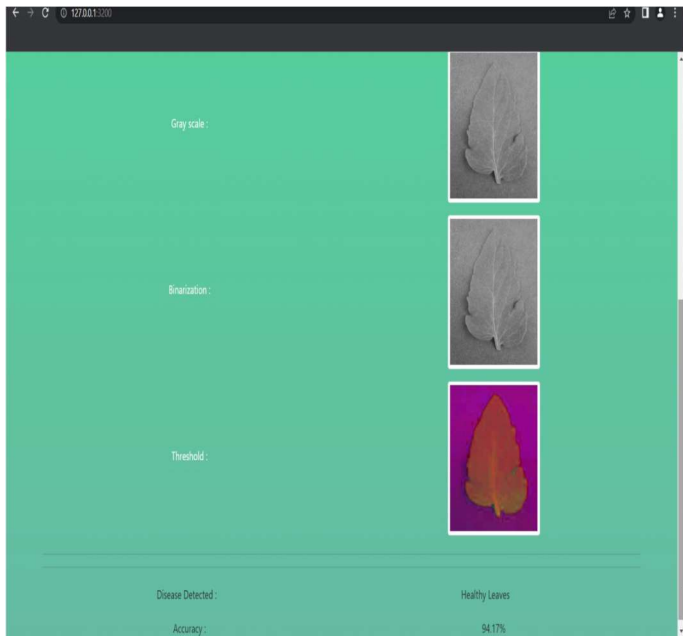 127.0.0.1:3200
Gray scale :
Binarization :
Threshold :
Disease Detected : Healthy Leaves
Accuracy : 94.17%